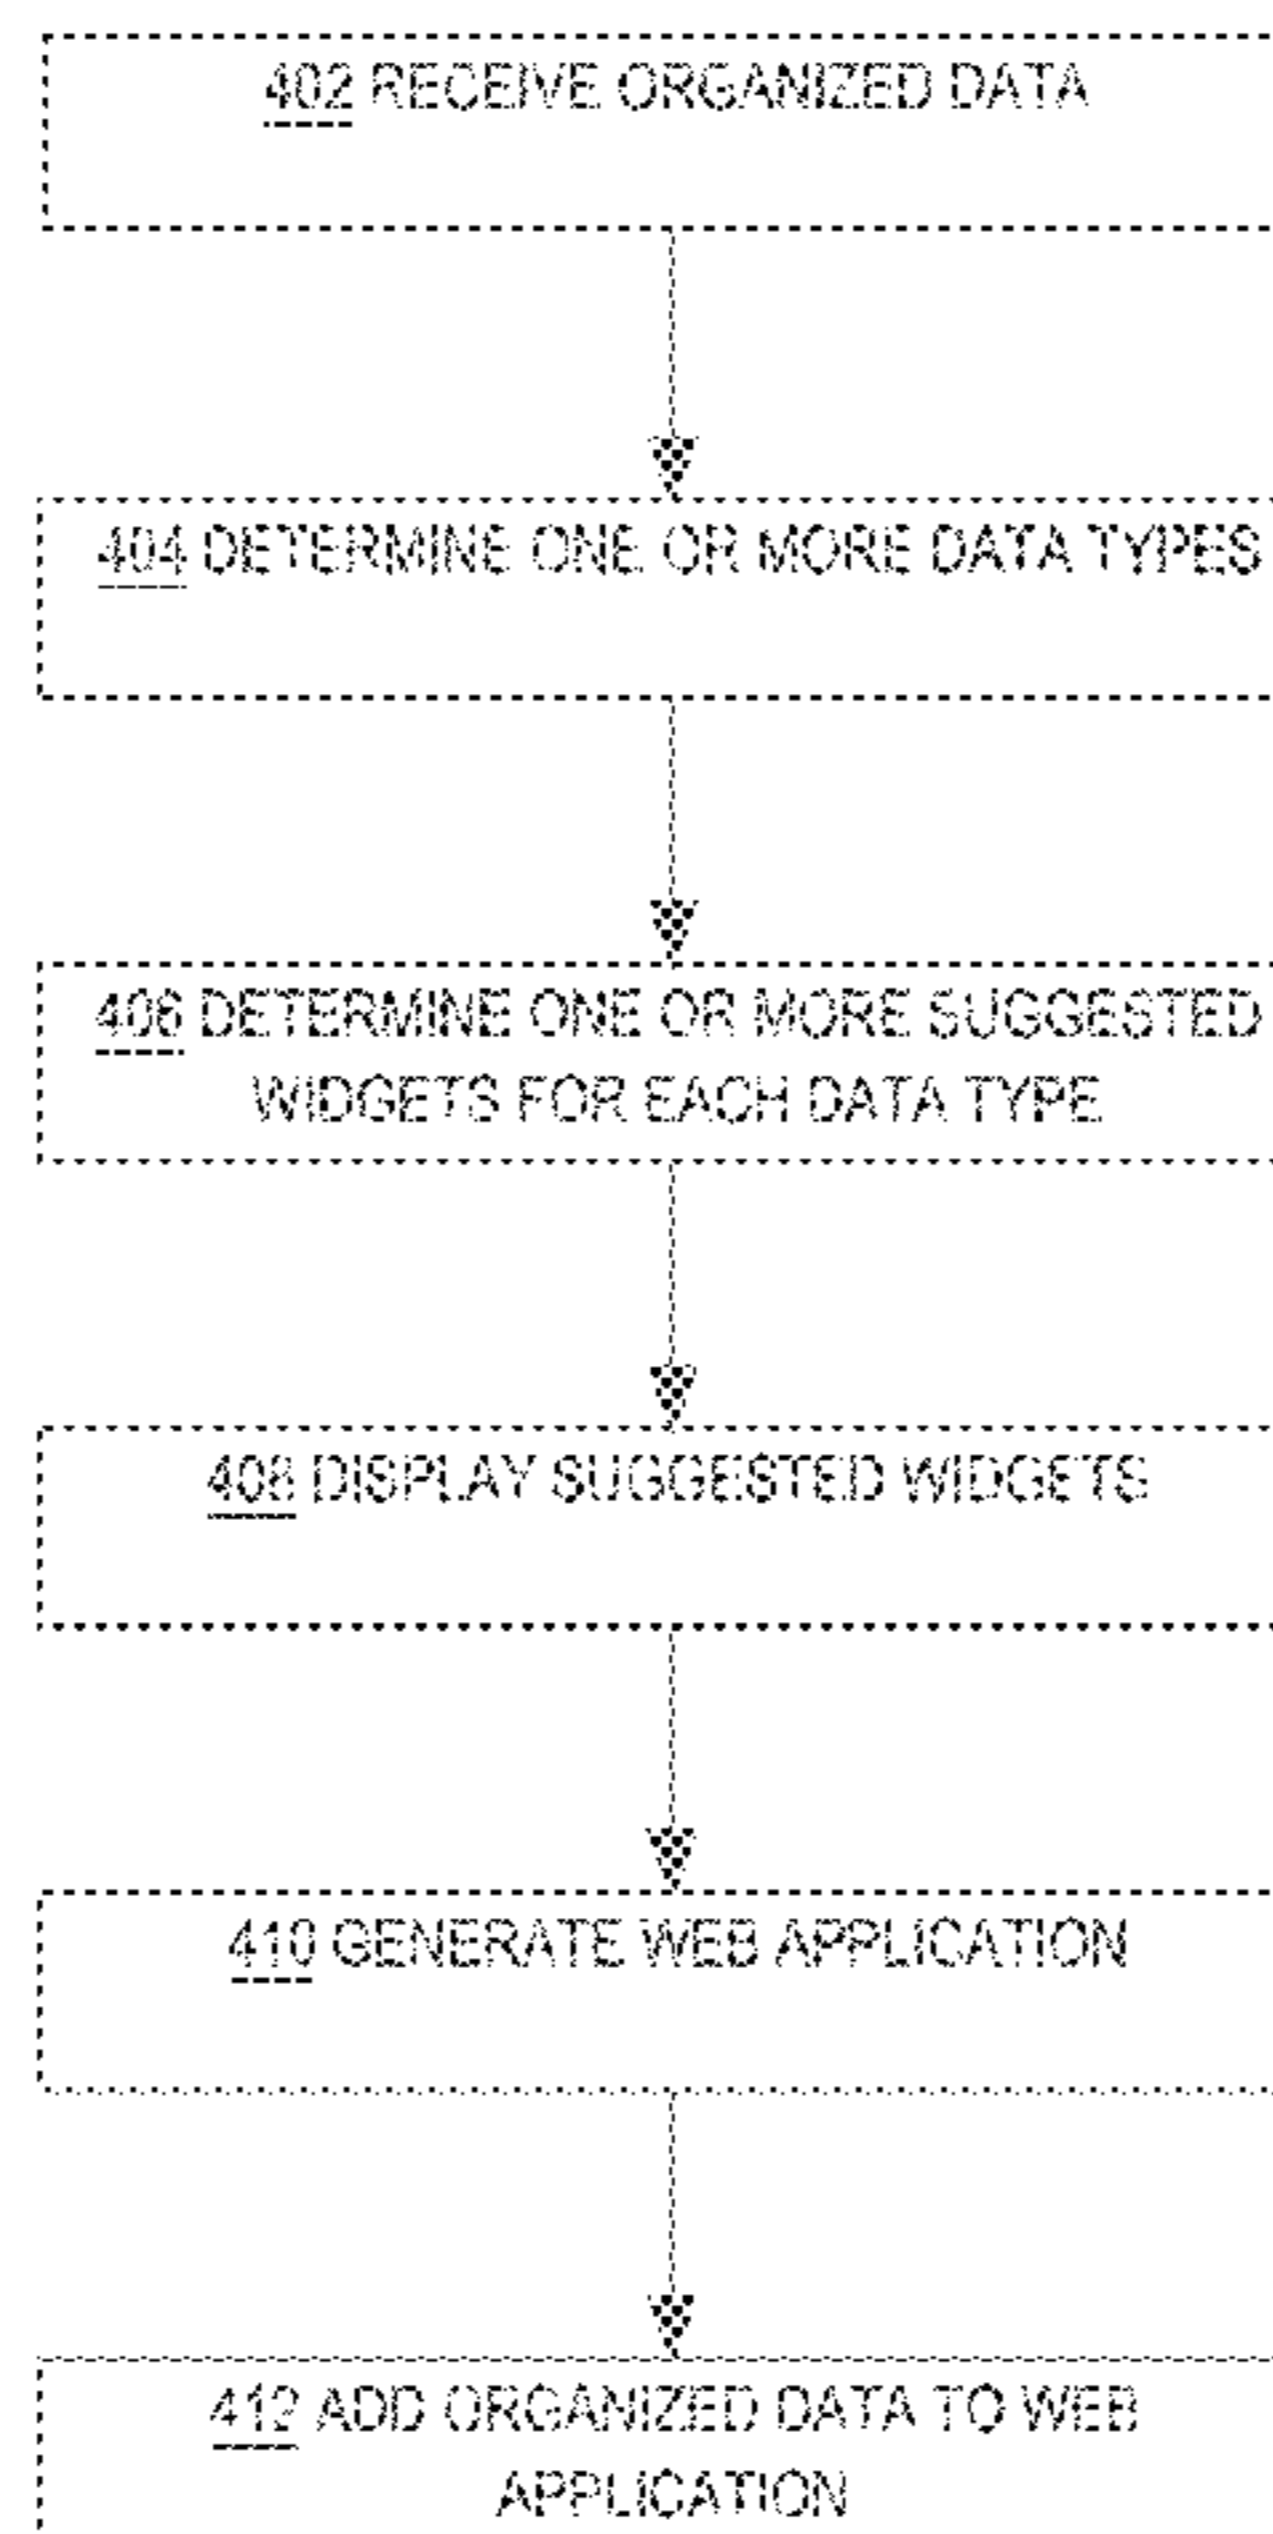 402 RECEIVE ORGANIZED DATA
404 DETERMINE ONE OR MORE DATA TYPES
406 DETERMINE ONE OR MORE SUGGESTED
WIDGETS FOR EACH DATA TYPE
408 DISPLAY SUGGESTED WIDGETS
410 GENERATE WEB APPLICATION
412 ADD ORGANIZED DATA TO WEB
APPLICATION